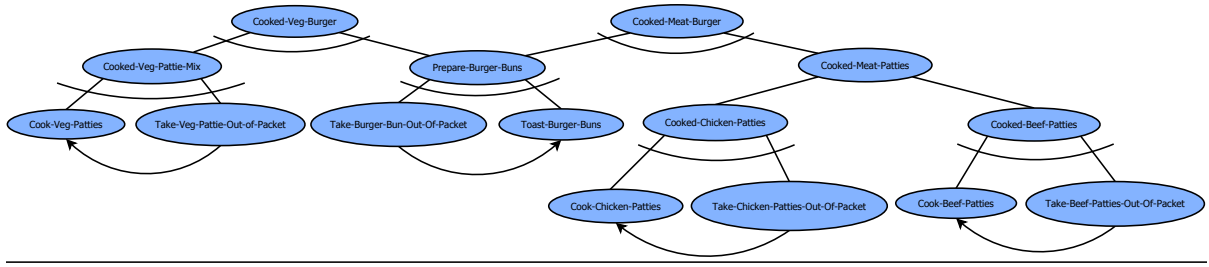 Cooked-Veg-Burger
Cooked-Meat-Burger
Cooked-Veg-Pattie-Mix
Prepare-Burger-Buns
Cooked-Meat-Patties
Cook-Veg-Patties
Take-Veg-Pattie-Out-of-Packet
Take-Burger-Bun-Out-Of-Packet
Toast-Burger-Buns
Cooked-Chicken-Patties
Cooked-Beef-Patties
Cook-Chicken-Patties
Take-Chicken-Patties-Out-Of-Packet
Cook-Beef-Patties
Take-Beef-Patties-Out-Of-Packet